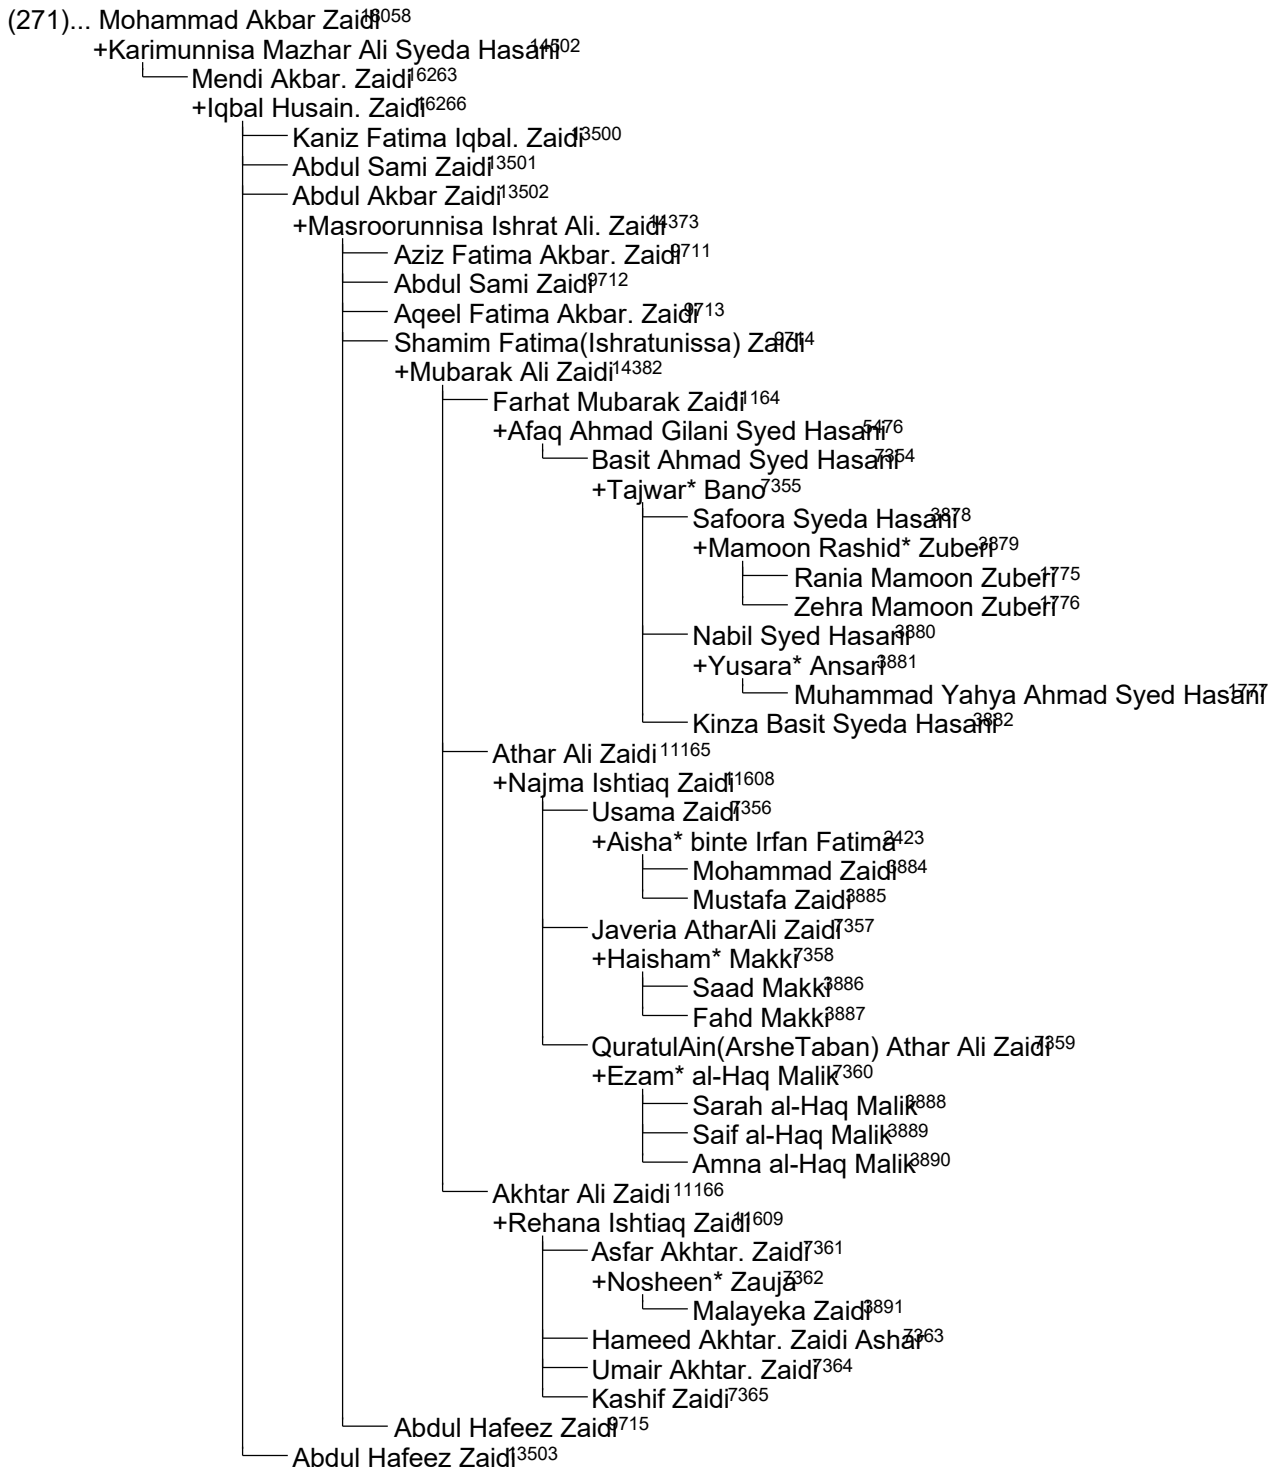 (271)... Mohammad Akbar Zaidi18058
+Karimunnisa Mazhar Ali Syeda Hasani14502
Mendi Akbar. Zaidi16263
+Iqbal Husain. Zaidi16266
Kaniz Fatima Iqbal. Zaidi13500
Abdul Sami Zaidi13501
Abdul Akbar Zaidi13502
+Masroorunnisa Ishrat Ali. Zaidi14373
Aziz Fatima Akbar. Zaidi9711
Abdul Sami Zaidi9712
Aqeel Fatima Akbar. Zaidi9713
Shamim Fatima(Ishratunissa) Zaidi9714
+Mubarak Ali Zaidi14382
Farhat Mubarak Zaidi11164
+Afaq Ahmad Gilani Syed Hasani5476
Basit Ahmad Syed Hasani7354
+Tajwar* Bano7355
Safoora Syeda Hasani3878
+Mamoon Rashid* Zuberi3879
Rania Mamoon Zuberi1775
Zehra Mamoon Zuberi1776
Nabil Syed Hasani3880
+Yusara* Ansari3881
Muhammad Yahya Ahmad Syed Hasani1777
Kinza Basit Syeda Hasani3882
Athar Ali Zaidi11165
+Najma Ishtiaq Zaidi11608
Usama Zaidi7356
+Aisha* binte Irfan Fatima2423
Mohammad Zaidi3884
Mustafa Zaidi3885
Javeria AtharAli Zaidi7357
+Haisham* Makki7358
Saad Makki3886
Fahd Makki3887
QuratulAin(ArsheTaban) Athar Ali Zaidi7359
+Ezam* al-Haq Malik7360
Sarah al-Haq Malik3888
Saif al-Haq Malik3889
Amna al-Haq Malik3890
Akhtar Ali Zaidi11166
+Rehana Ishtiaq Zaidi11609
Asfar Akhtar. Zaidi7361
+Nosheen* Zauja7362
Malayeka Zaidi3891
Hameed Akhtar. Zaidi Ashar7363
Umair Akhtar. Zaidi7364
Kashif Zaidi7365
Abdul Hafeez Zaidi9715
Abdul Hafeez Zaidi13503